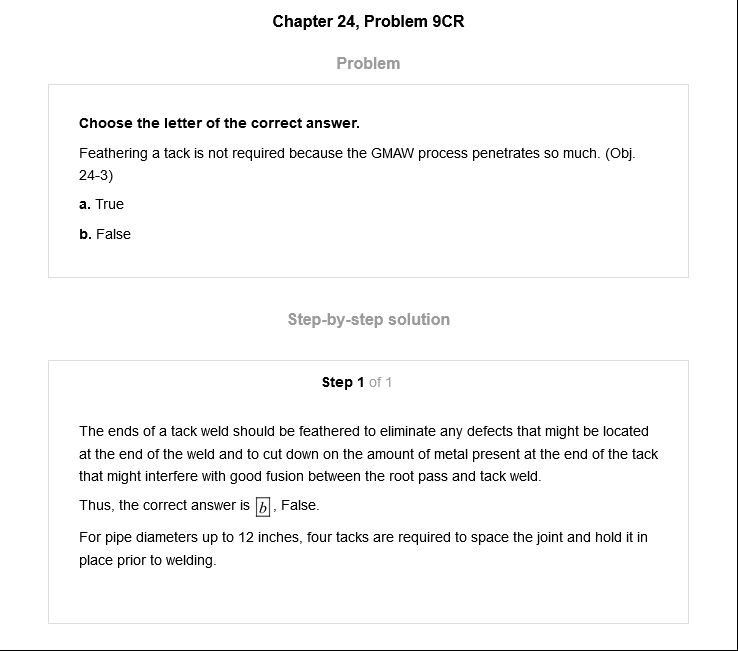 Chapter 24, Problem 9CR
Problem
Choose the letter of the correct answer.
Feathering a tack is not required because the GMAW process penetrates so much. (Obj.
24-3)
a. True
b. False
Step-by-step solution
Step 1 of 1
The ends of a tack weld should be feathered to eliminate any defects that might be located
at the end of the weld and to cut down on the amount of metal present at the end of the tack
that might interfere with good fusion between the root pass and tack weld.
Thus, the correct answer is b, False.
For pipe diameters up to 12 inches, four tacks are required to space the joint and hold it in
place prior to welding.